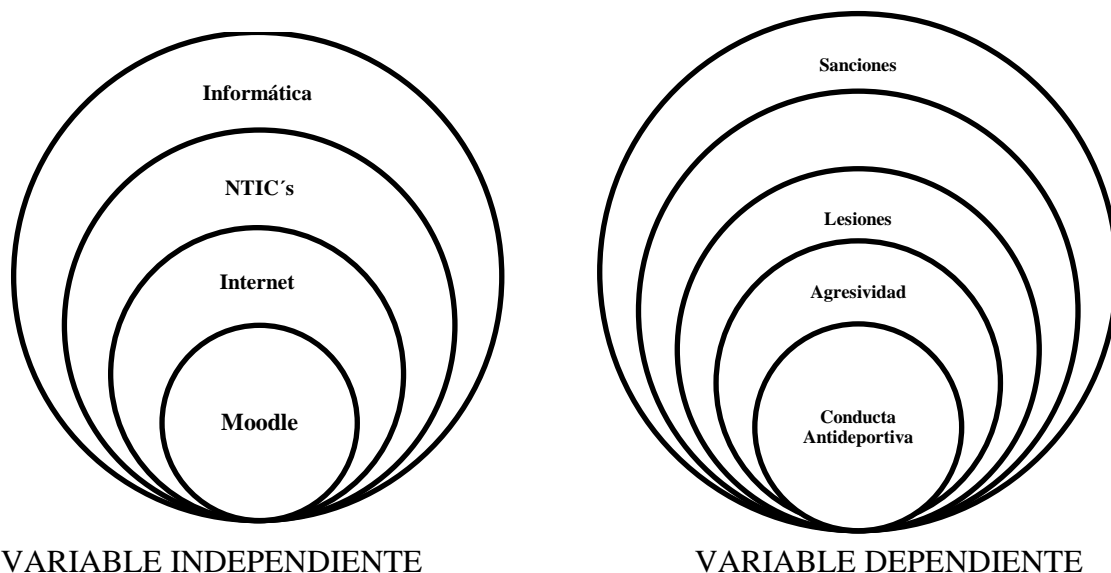 Informática
NTIC´s
Internet
Moodle
VARIABLE INDEPENDIENTE
Sanciones
Lesiones
Agresividad
Conducta
Antideportiva
VARIABLE DEPENDIENTE